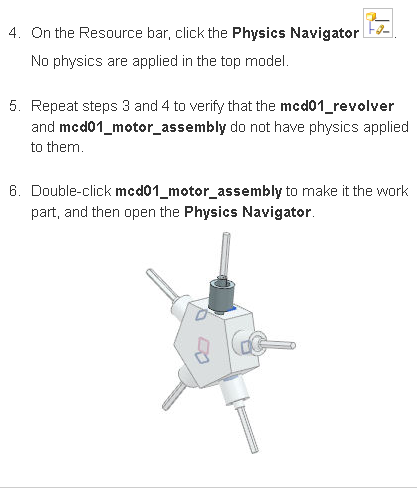 4. On the Resource bar, click the Physics Navigator .
No physics are applied in the top model.
5. Repeat steps 3 and 4 to verify that the mcd01_revolver
and mcd01_motor_assembly do not have physics applied
to them.
6. Double-click mcd01_motor_assembly to make it the work
part, and then open the Physics Navigator.